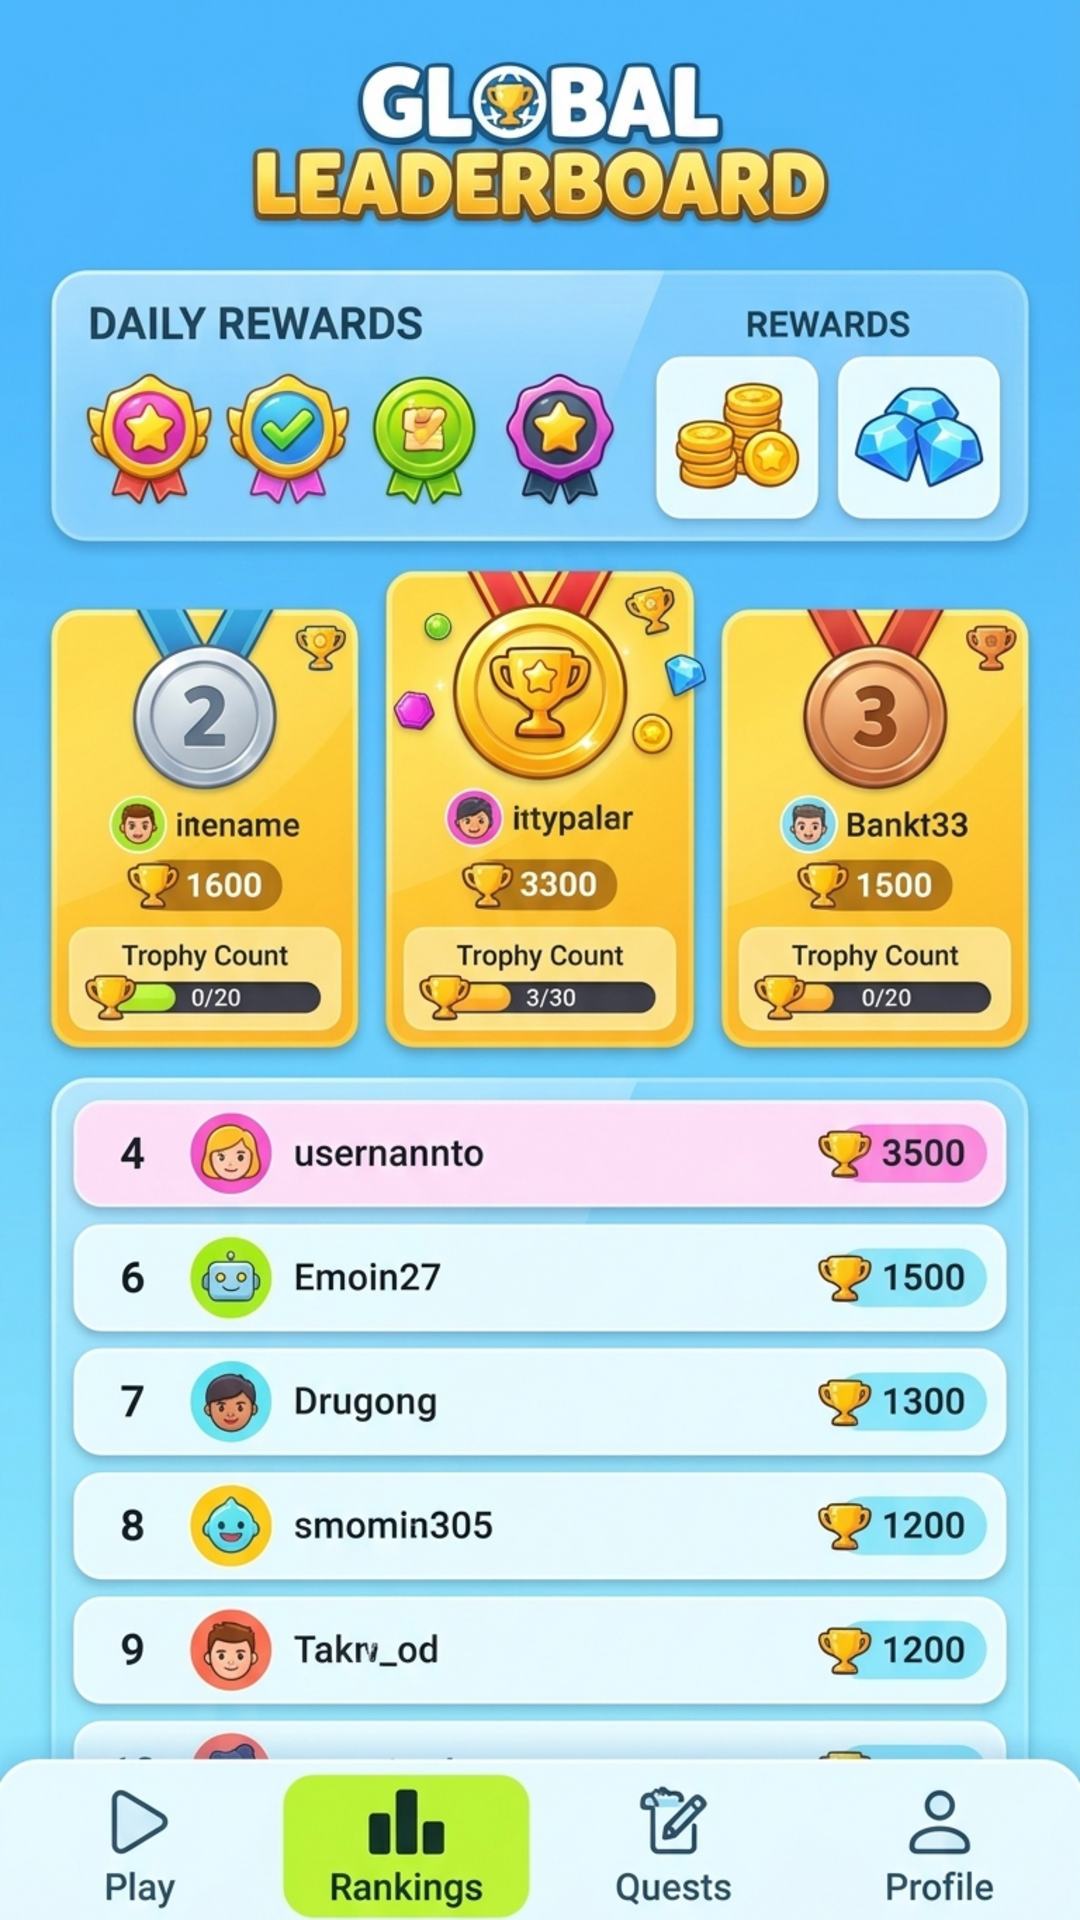 GLOBAL
LEADERBOARD
DAILY REWARDS
REWARDS
2
intename
1600
Trophy Count
0/20
ittypalar
3300
Trophy Count
3/30
3
Bankt33
1500
Trophy Count
0/20
4 usernannto 3500
6 Emoin27 1500
7 Drugong 1300
8 smomin305 1200
9 1200
Play
Rankings
Quests
Profile